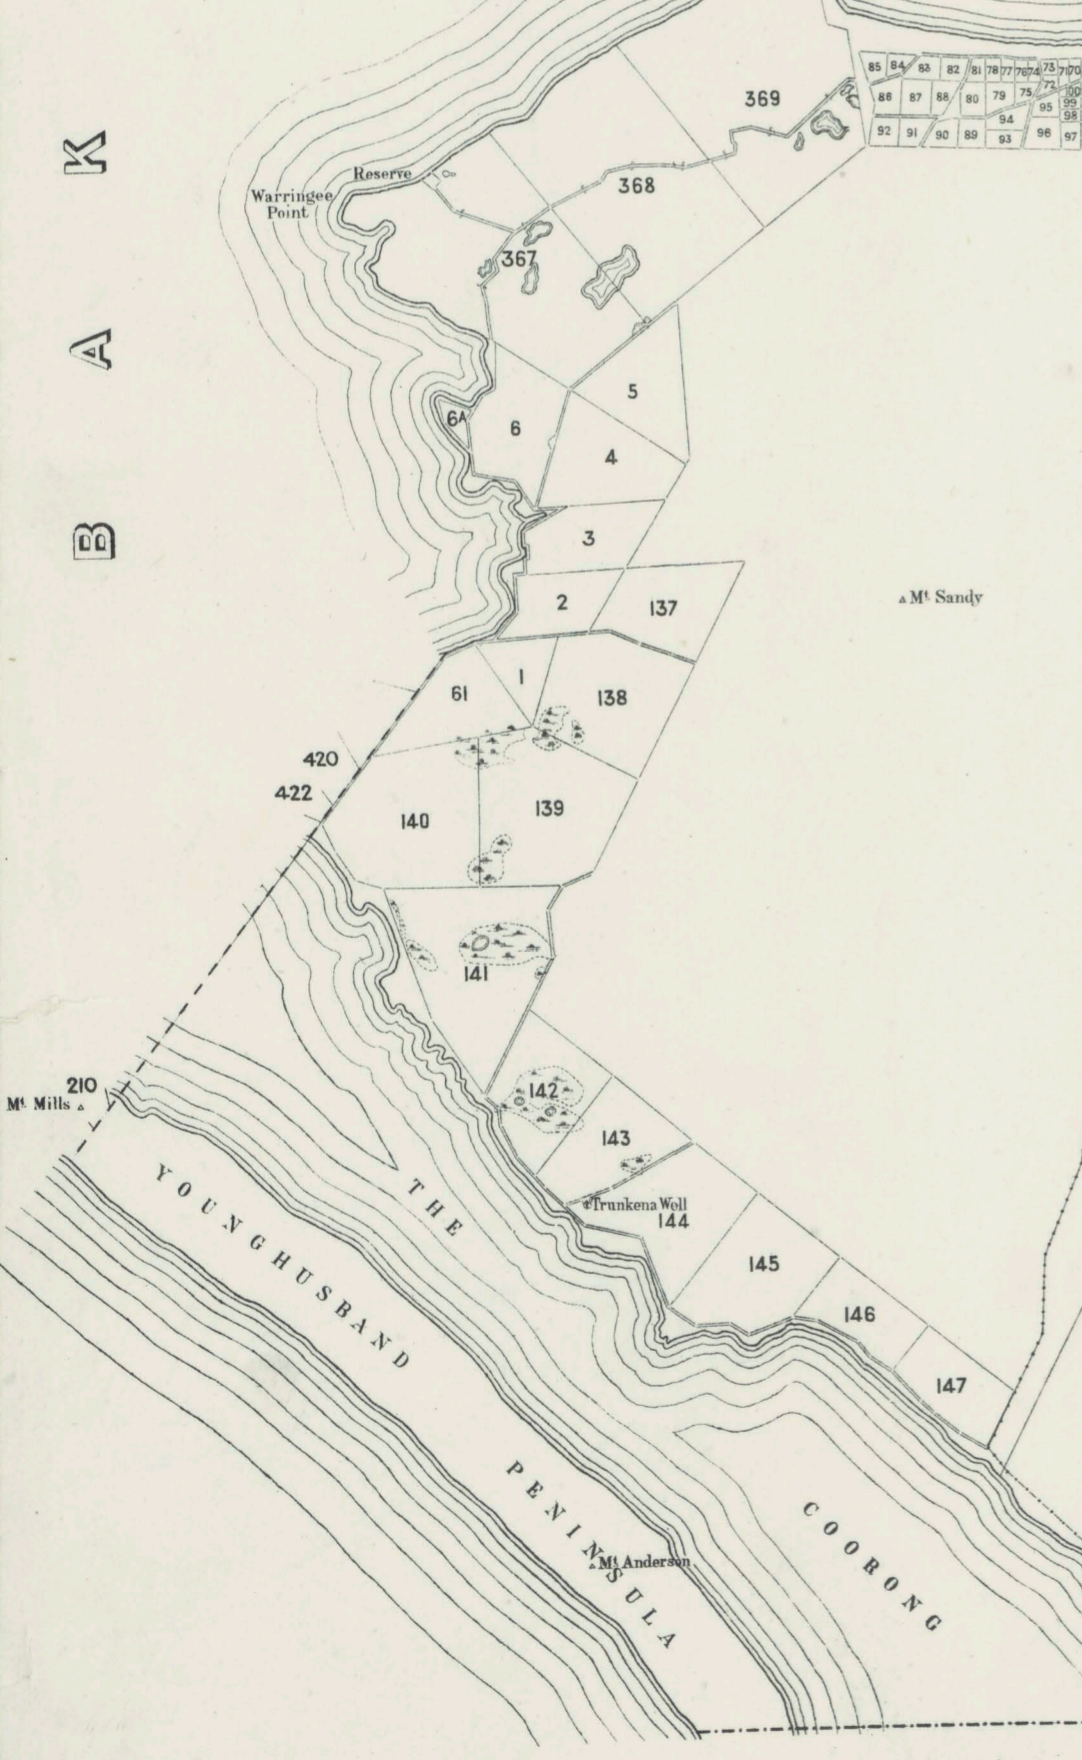 369
85 84 83 82 81 78 77 76 74 73 71 70
72
86 87 88 80 79 75 100
95 99
94 98
92 91 90 89 93 96 97
Reserve
Warringee
Point
368
367
BAK
5
6A
6
4
3
2
137
Mt. Sandy
61
1
138
420
422
140
139
141
210
Mt. Mills
142
143
Trunkena Well
144
145
146
147
THE
COORONG
YOUNGHUSBAND
PENINSULA
Mt. Anderson